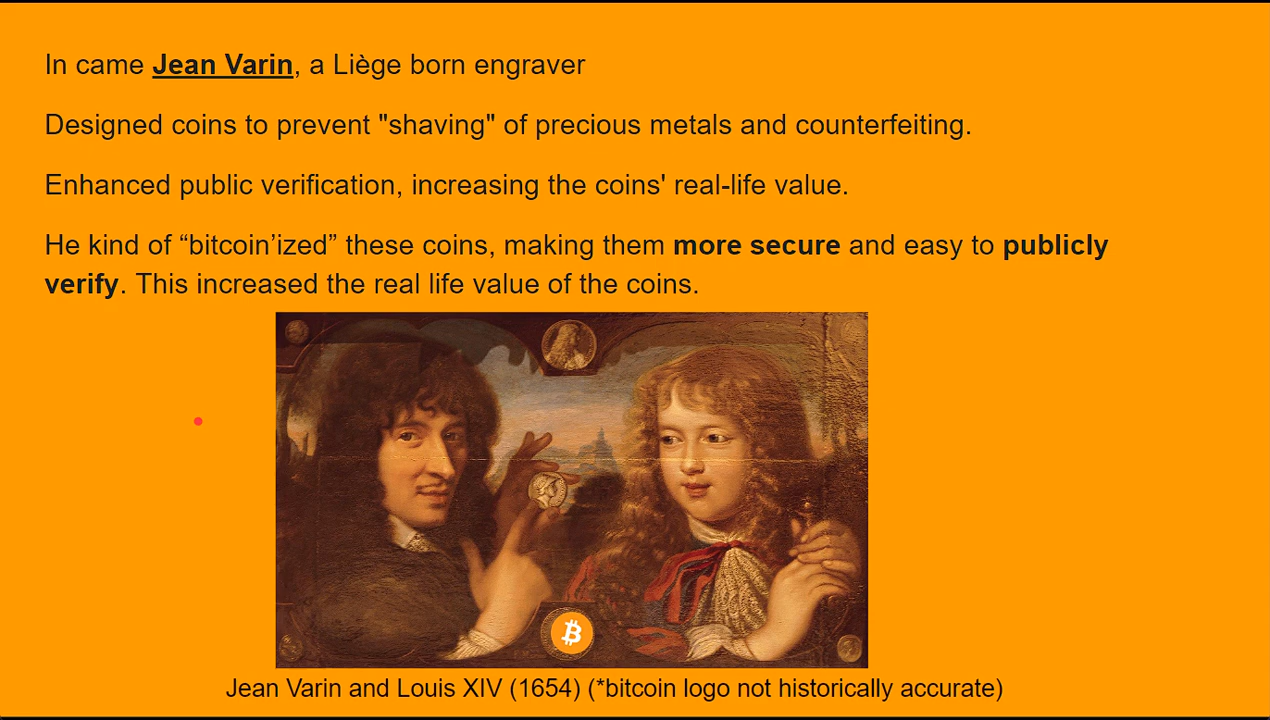 In came Jean Varin, a Liège born engraver
Designed coins to prevent "shaving" of precious metals and counterfeiting.
Enhanced public verification, increasing the coins' real-life value.
He kind of “bitcoin’ized” these coins, making them more secure and easy to publicly
verify. This increased the real life value of the coins.
Jean Varin and Louis XIV (1654) (*bitcoin logo not historically accurate)